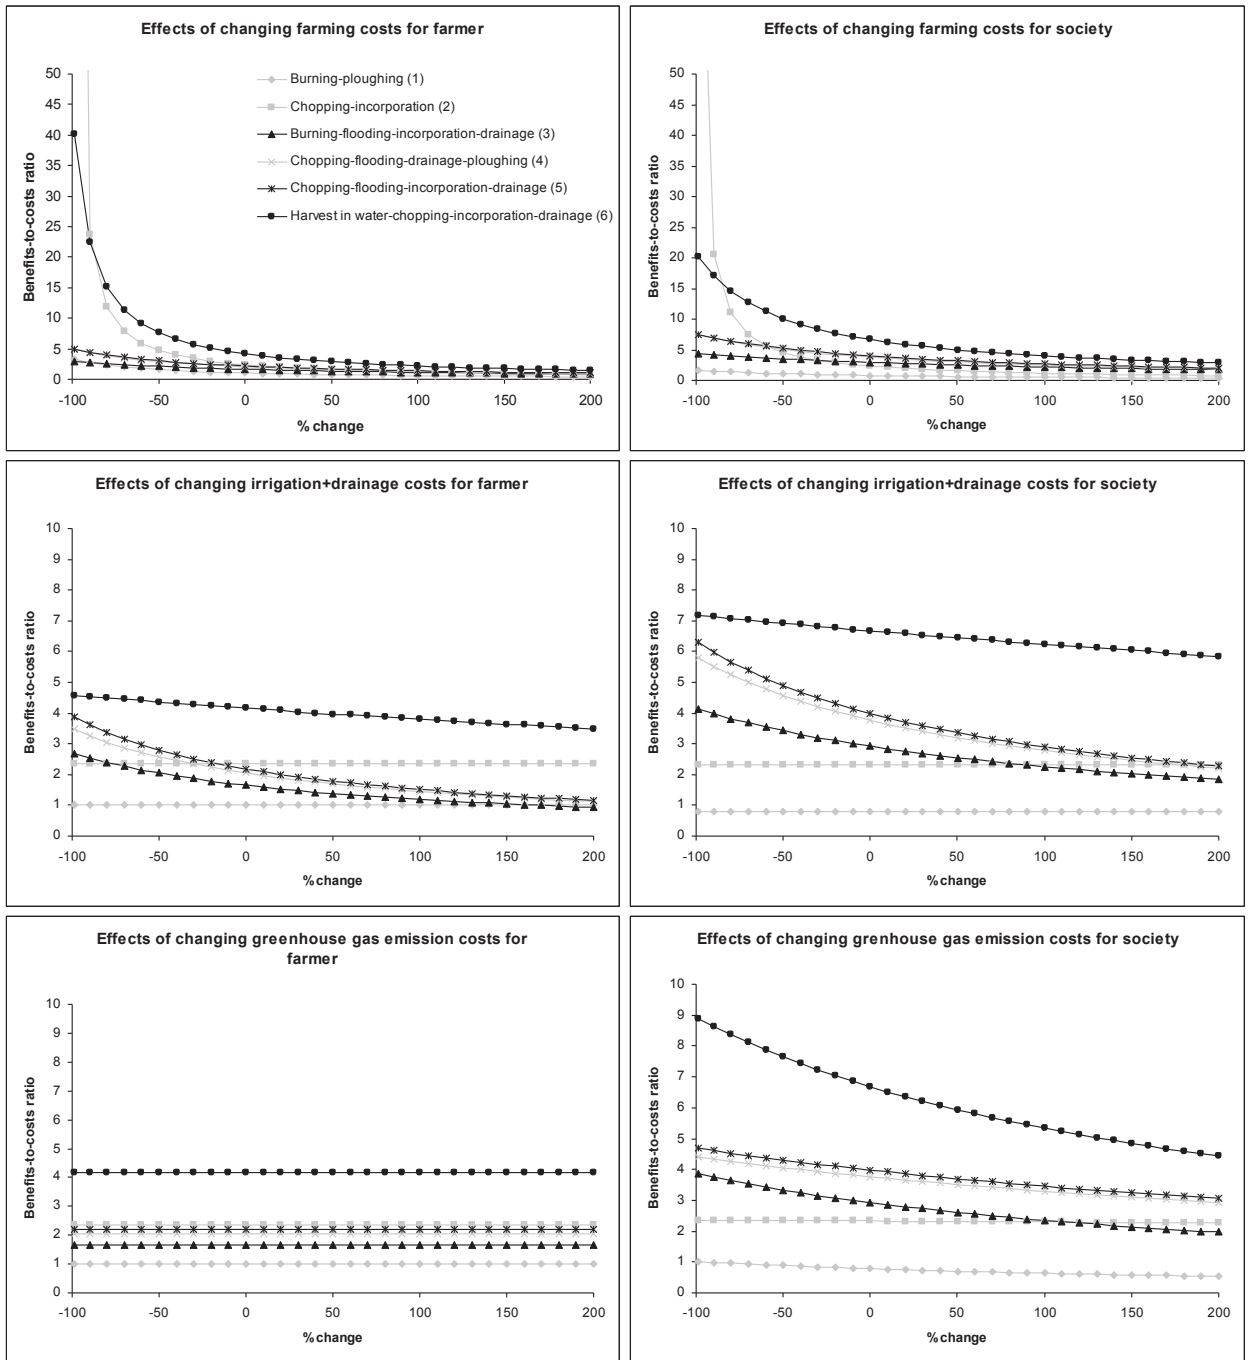 Effects of changing farming costs for farmer
Benefits-to-costs ratio
50
45
40
35
30
25
20
15
10
5
0
-100 -50 0 50 100 150 200
% change
Burning-ploughing (1)
Chopping-incorporation (2)
Burning-flooding-incorporation-drainage (3)
Chopping-flooding-drainage-ploughing (4)
Chopping-flooding-incorporation-drainage (5)
Harvest in water-chopping-incorporation-drainage (6)
Effects of changing farming costs for society
Benefits-to-costs ratio
50
45
40
35
30
25
20
15
10
5
0
-100 -50 0 50 100 150 200
% change
Effects of changing irrigation+drainage costs for farmer
Benefits-to-costs ratio
10
9
8
7
6
5
4
3
2
1
0
-100 -50 0 50 100 150 200
% change
Effects of changing irrigation+drainage costs for society
Benefits-to-costs ratio
10
9
8
7
6
5
4
3
2
1
0
-100 -50 0 50 100 150 200
% change
Effects of changing greenhouse gas emission costs for
farmer
Benefits-to-costs ratio
10
9
8
7
6
5
4
3
2
1
0
-100 -50 0 50 100 150 200
% change
Effects of changing grenhouse gas emission costs for society
Benefits-to-costs ratio
10
9
8
7
6
5
4
3
2
1
0
-100 -50 0 50 100 150 200
% change